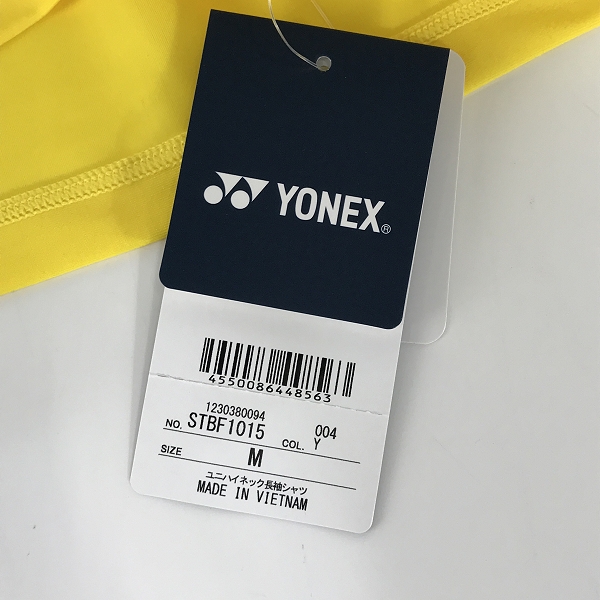 YONEX®
4550086448563
1230380094
NO. STBF1015 COL. 004 Y
SIZE M
ユニハイネック長袖シャツ
MADE IN VIETNAM